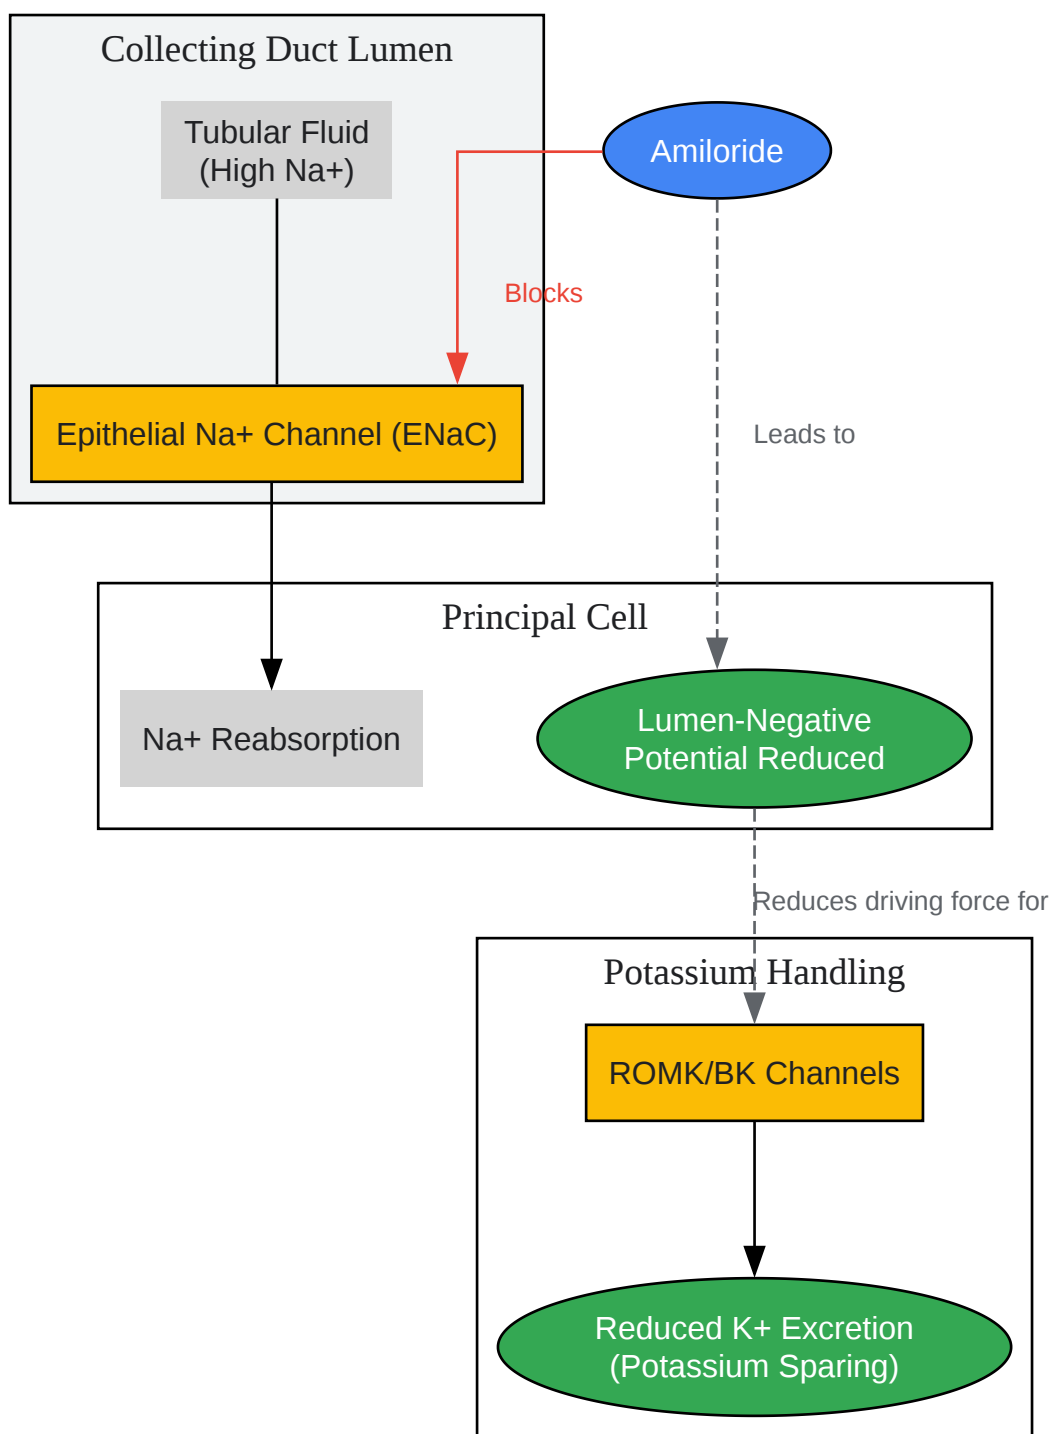 Collecting Duct Lumen
Tubular Fluid
(High Na+)
Amiloride
Blocks
Epithelial Na+ Channel (ENaC)
Leads to
Principal Cell
Na+ Reabsorption
Lumen-Negative
Potential Reduced
Reduces driving force for
Potassium Handling
ROMK/BK Channels
Reduced K+ Excretion
(Potassium Sparing)